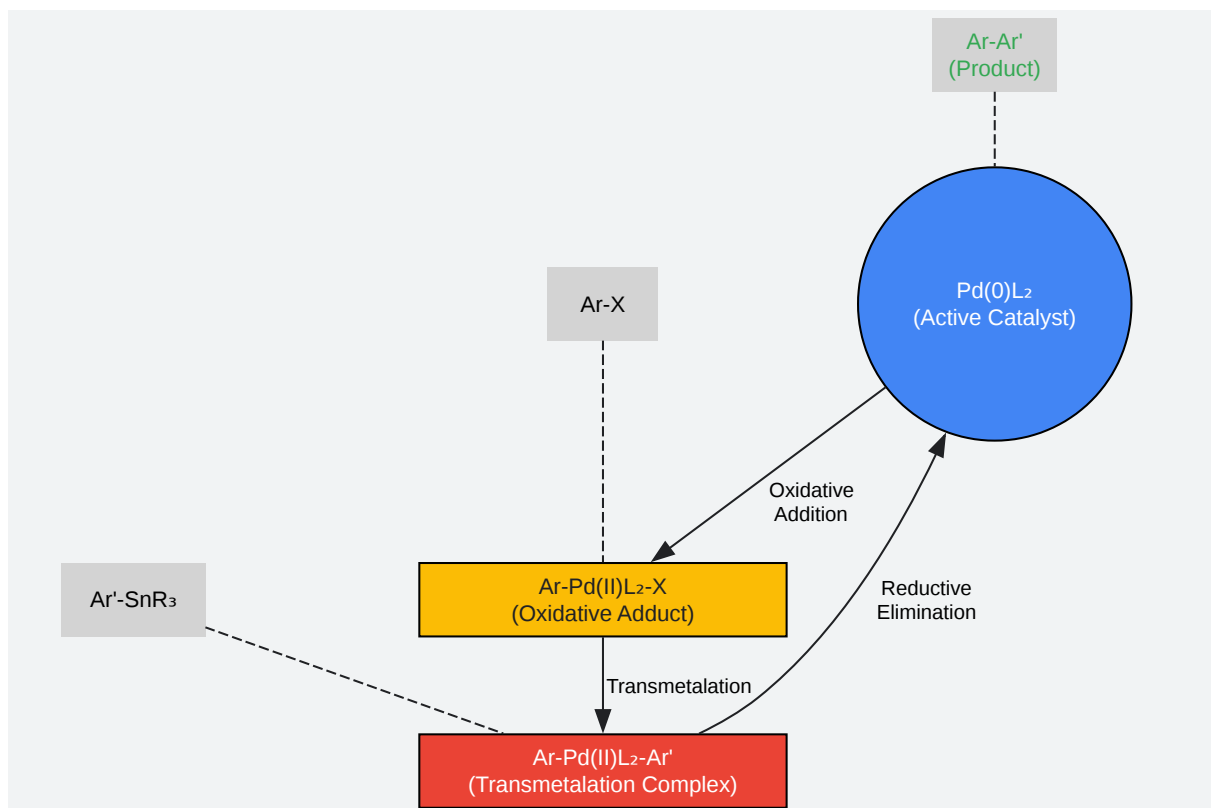 Ar-Ar'
(Product)
Pd(0)L₂
(Active Catalyst)
Ar-X
Oxidative
Addition
Ar-Pd(II)L₂-X
(Oxidative Adduct)
Ar'-SnR₃
Reductive
Elimination
Transmetalation
Ar-Pd(II)L₂-Ar'
(Transmetalation Complex)